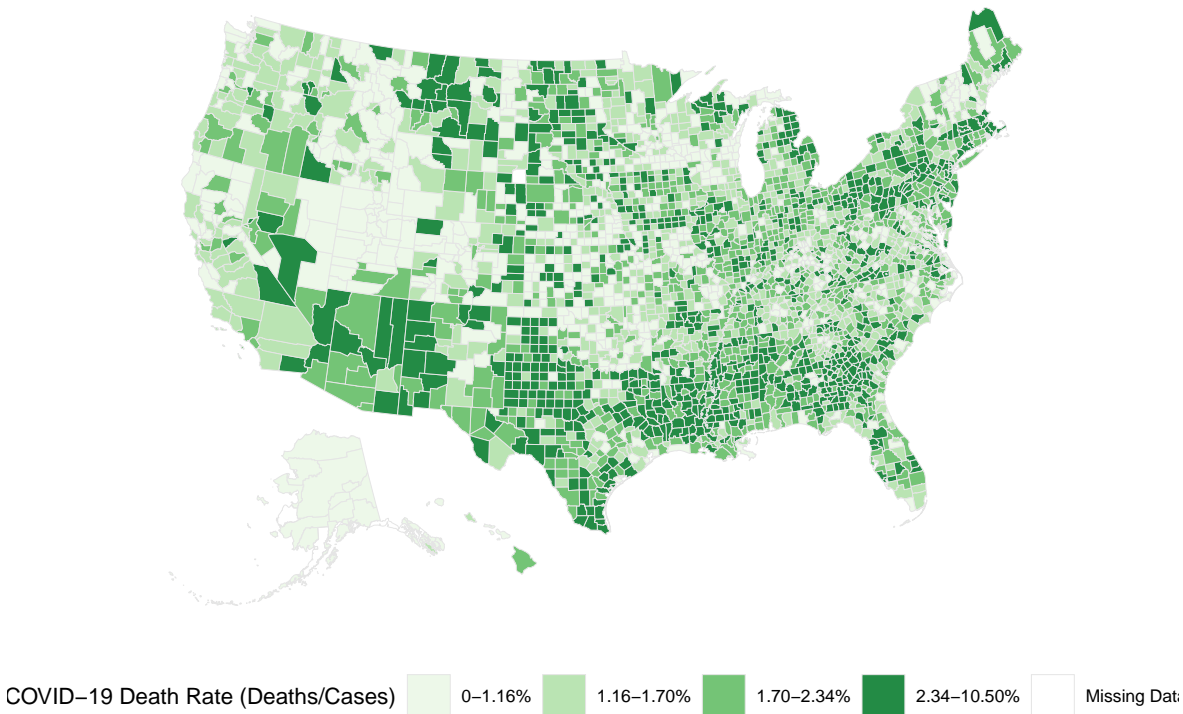 COVID−19 Death Rate (Deaths/Cases) 0−1.16% 1.16−1.70% 1.70−2.34% 2.34−10.50% Missing Data